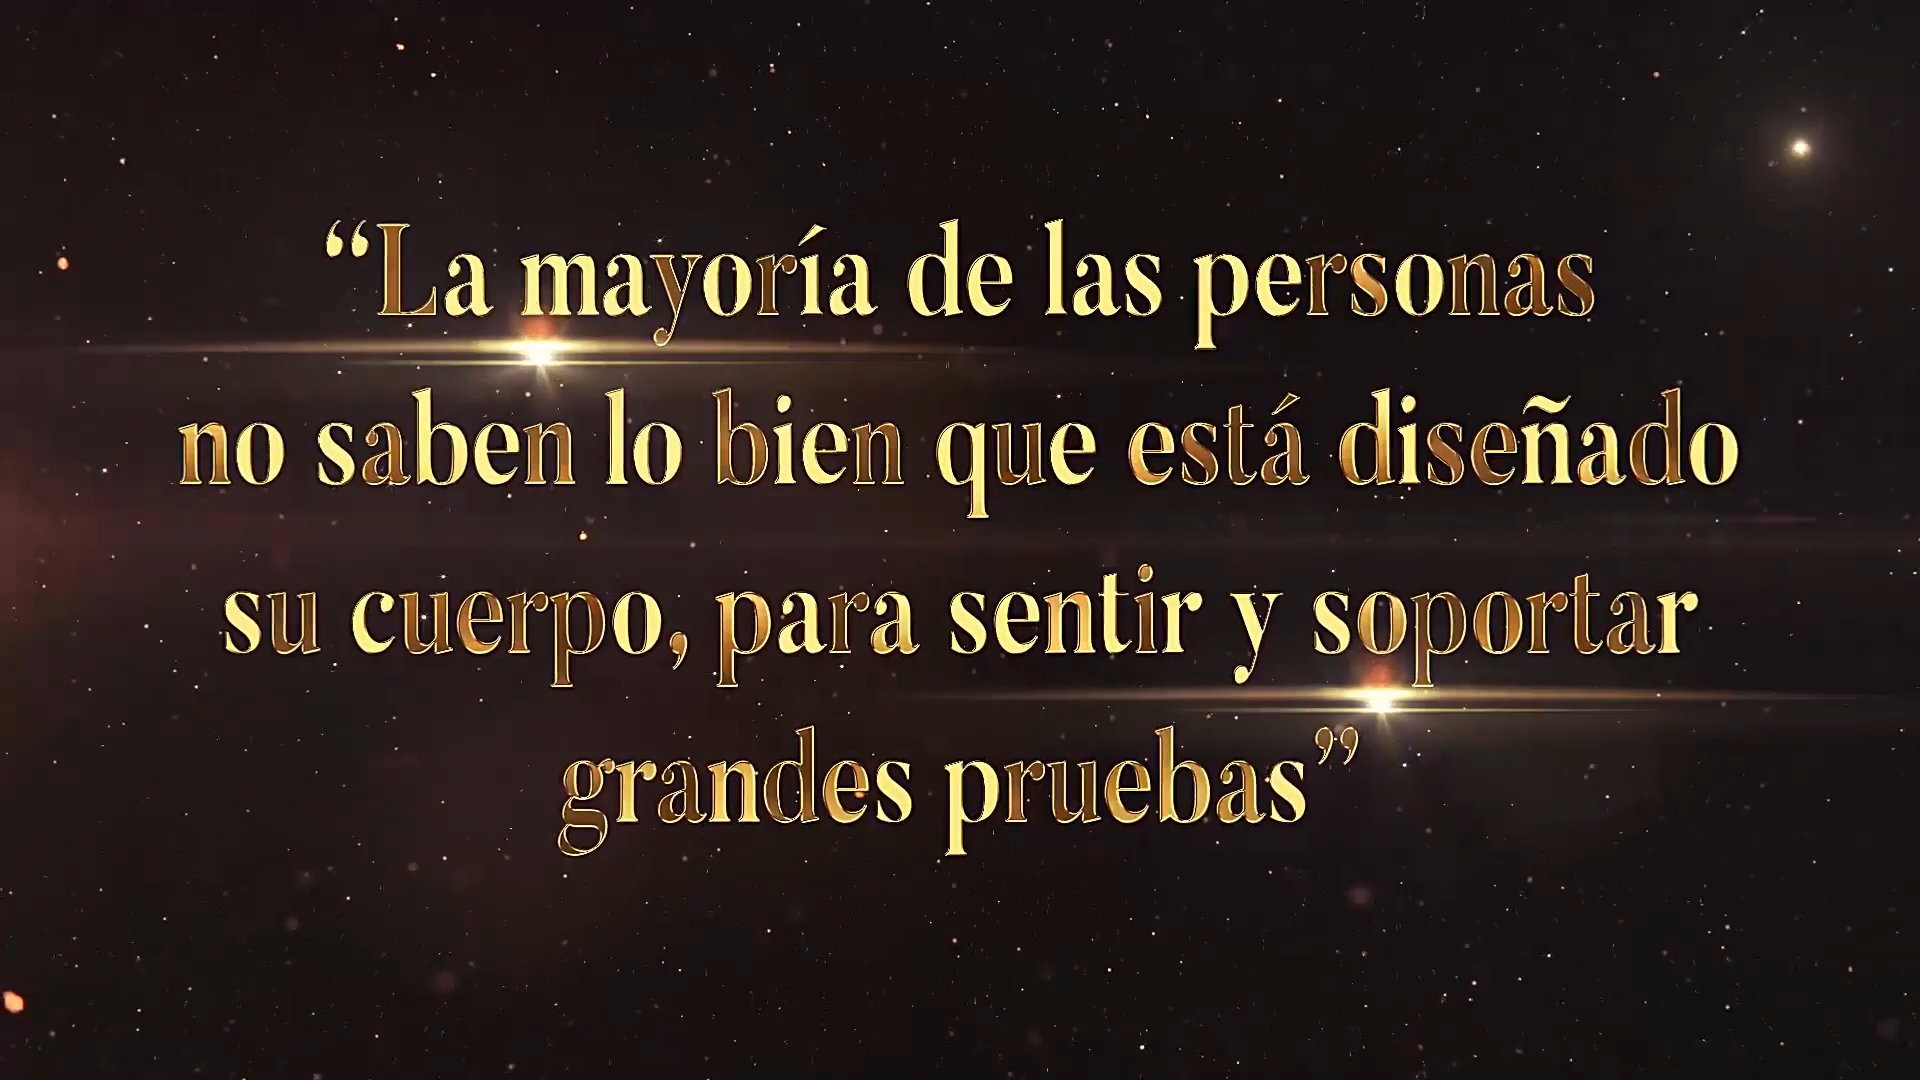 “La mayoría de las personas
no saben lo bien que está diseñado
su cuerpo, para sentir y soportar
grandes pruebas”